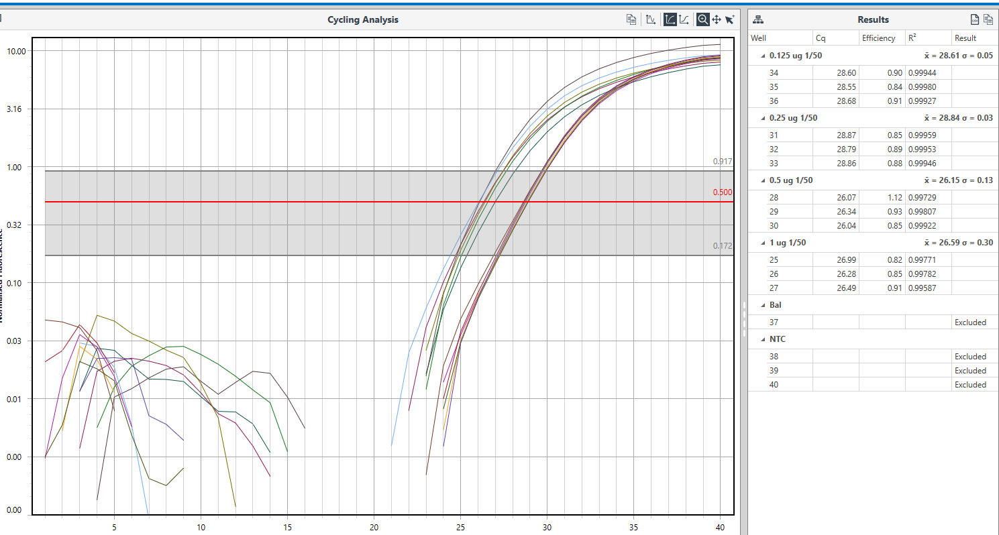 Cycling Analysis
10.00
3.16
1.00
0.32
0.10
0.03
0.01
0.00
0.00
0.917
0.500
0.172
5 10 15 20 25 30 35 40
Results
Well Cq Efficiency R² Result
0.125 ug 1/50 x̄ = 28.61 σ = 0.05
34 28.60 0.90 0.99944
35 28.55 0.84 0.99980
36 28.68 0.91 0.99927
0.25 ug 1/50 x̄ = 28.84 σ = 0.03
31 28.87 0.85 0.99959
32 28.79 0.89 0.99953
33 28.86 0.88 0.99946
0.5 ug 1/50 x̄ = 26.15 σ = 0.13
28 26.07 1.12 0.99729
29 26.34 0.93 0.99807
30 26.04 0.85 0.99922
1 ug 1/50 x̄ = 26.59 σ = 0.30
25 26.99 0.82 0.99771
26 26.28 0.85 0.99782
27 26.49 0.91 0.99587
Bal
37 Excluded
NTC
38 Excluded
39 Excluded
40 Excluded